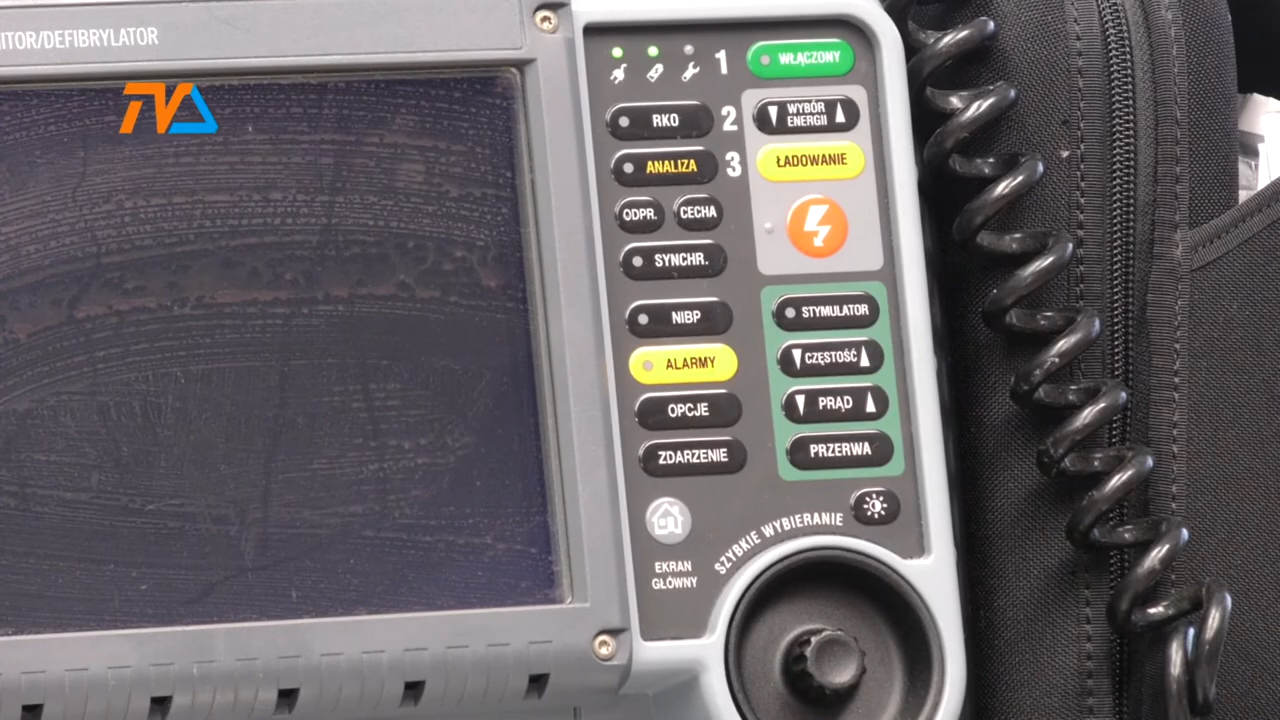 ITOR/DEFIBRYLATOR
TVA
1 WŁĄCZONY
RKO 2
WYBÓR
ENERGII
ANALIZA 3
ŁADOWANIE
ODPR. CECHA
SYNCHR.
NIBP
STYMULATOR
ALARMY
CZĘSTOŚĆ
OPCJE
PRĄD
ZDARZENIE
PRZERWA
EKRAN
GŁÓWNY
SZYBKIE WYBIERANIE